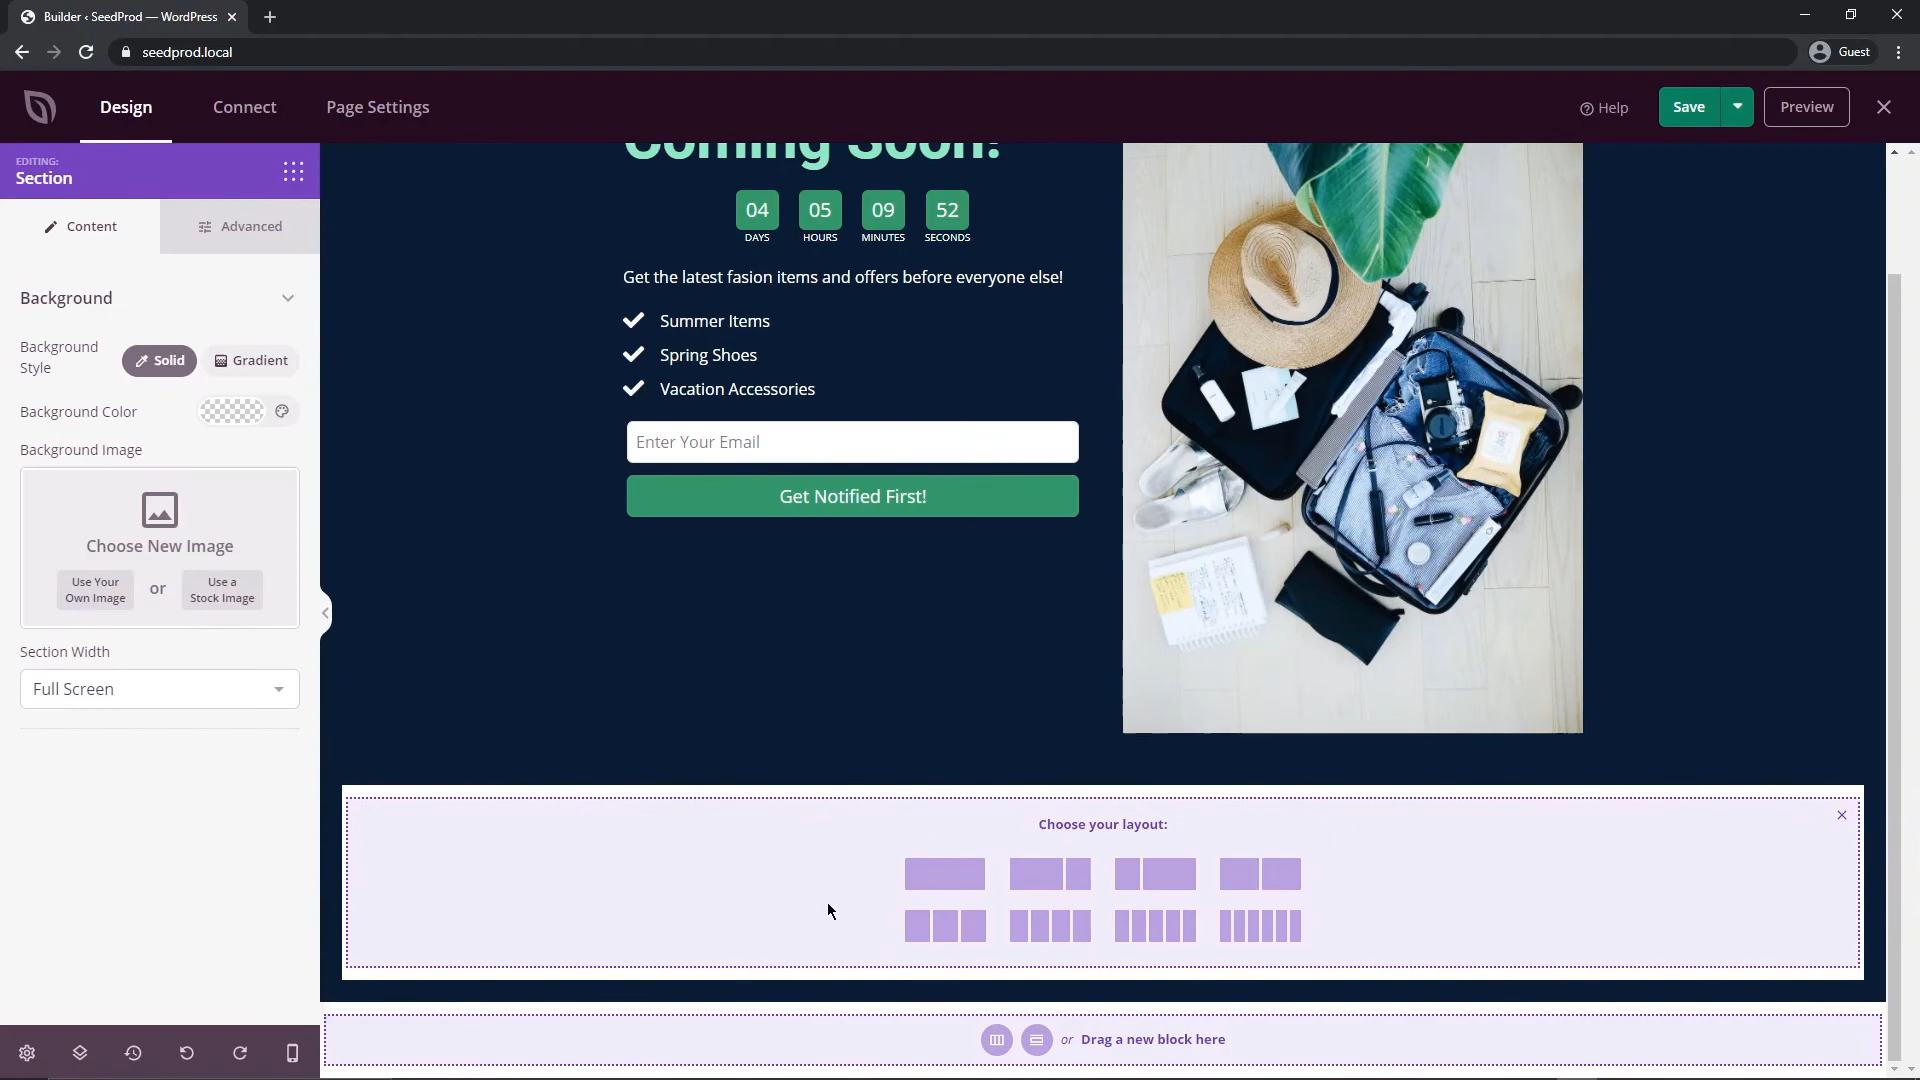 Builder ‹ SeedProd — WordPress
seedprod.local
Guest
Design
Connect
Page Settings
Help
Save
Preview
EDITING:
Section
Content
Advanced
Background
Background
Style
Solid
Gradient
Background Color
Background Image
Choose New Image
Use Your
Own Image
or
Use a
Stock Image
Section Width
Full Screen
Coming Soon!
04
05
09
52
DAYS
HOURS
MINUTES
SECONDS
Get the latest fasion items and offers before everyone else!
Summer Items
Spring Shoes
Vacation Accessories
Enter Your Email
Get Notified First!
Choose your layout:
or Drag a new block here